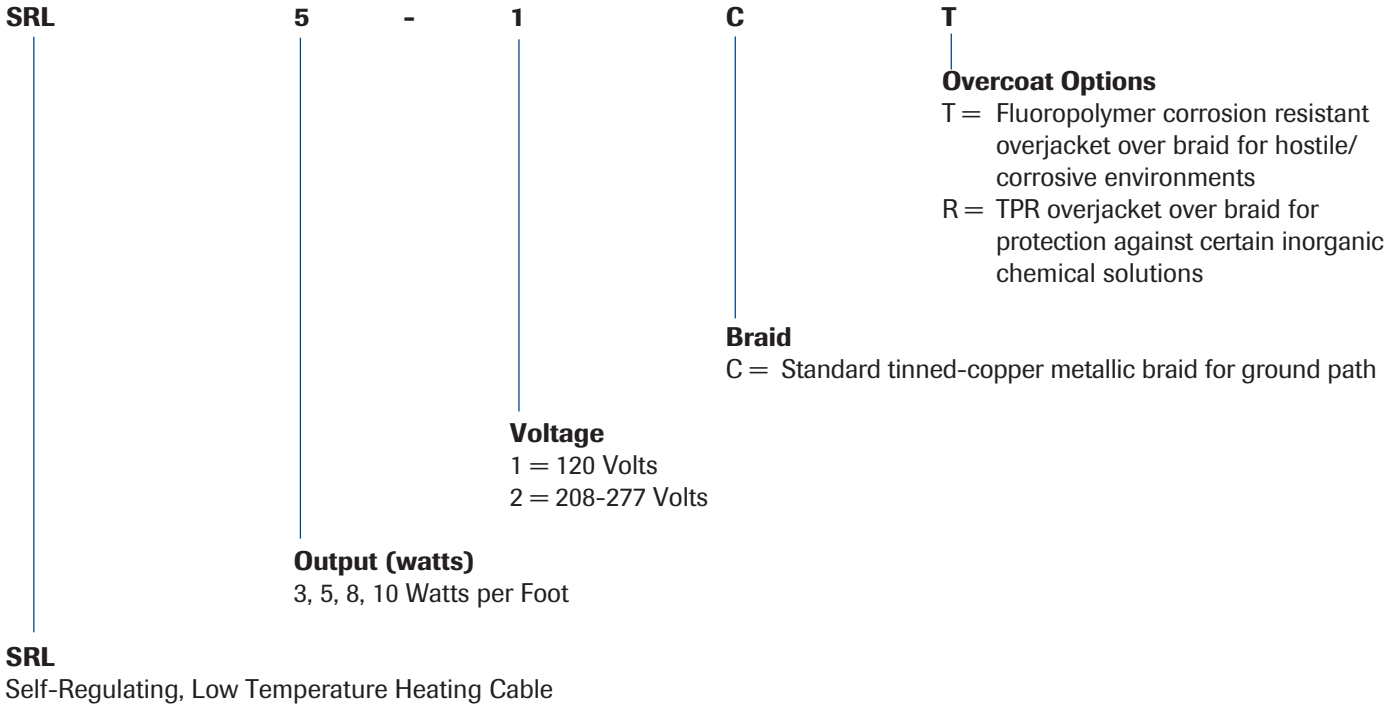 SRL 5 - 1 C T
Overcoat Options
T = Fluoropolymer corrosion resistant
overjacket over braid for hostile/
corrosive environments
R = TPR overjacket over braid for
protection against certain inorganic
chemical solutions
Braid
C = Standard tinned-copper metallic braid for ground path
Voltage
1 = 120 Volts
2 = 208-277 Volts
Output (watts)
3, 5, 8, 10 Watts per Foot
SRL
Self-Regulating, Low Temperature Heating Cable